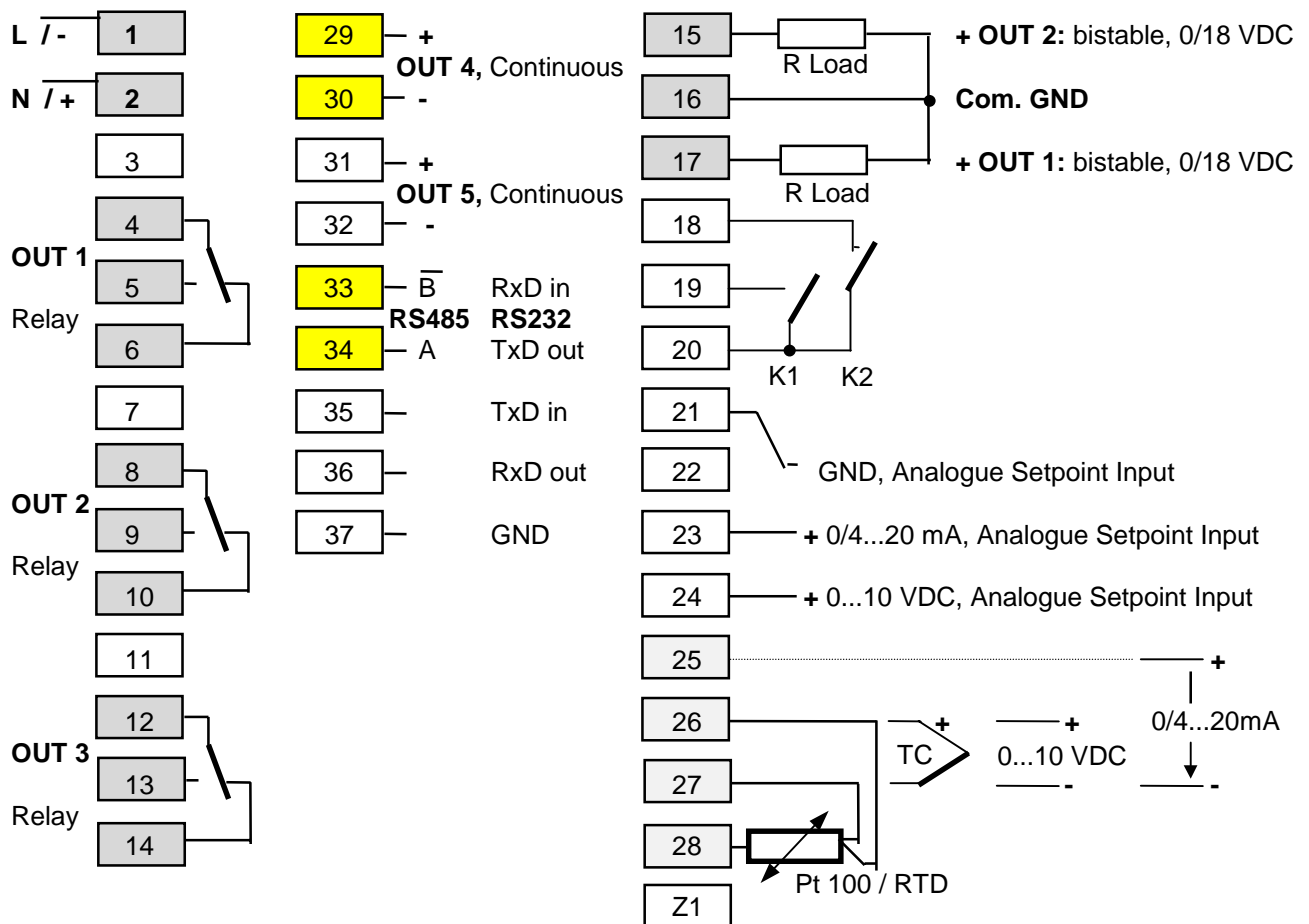 L / -
1
N / +
2
3
4
OUT 1
5
Relay
6
7
8
OUT 2
9
Relay
10
11
12
OUT 3
13
Relay
14
29 +
OUT 4, Continuous
30 -
31 +
OUT 5, Continuous
32 -
33 B̅ RxD in
RS485 RS232
34 A TxD out
35 TxD in
36 RxD out
37 GND
15 + OUT 2: bistable, 0/18 VDC
R Load
16 Com. GND
17 + OUT 1: bistable, 0/18 VDC
R Load
18
19
20
K1 K2
21
22 - GND, Analogue Setpoint Input
23 + 0/4...20 mA, Analogue Setpoint Input
24 + 0...10 VDC, Analogue Setpoint Input
25 +
26 + + 0/4...20mA
TC 0...10 VDC
27 - -
28
Pt 100 / RTD
Z1